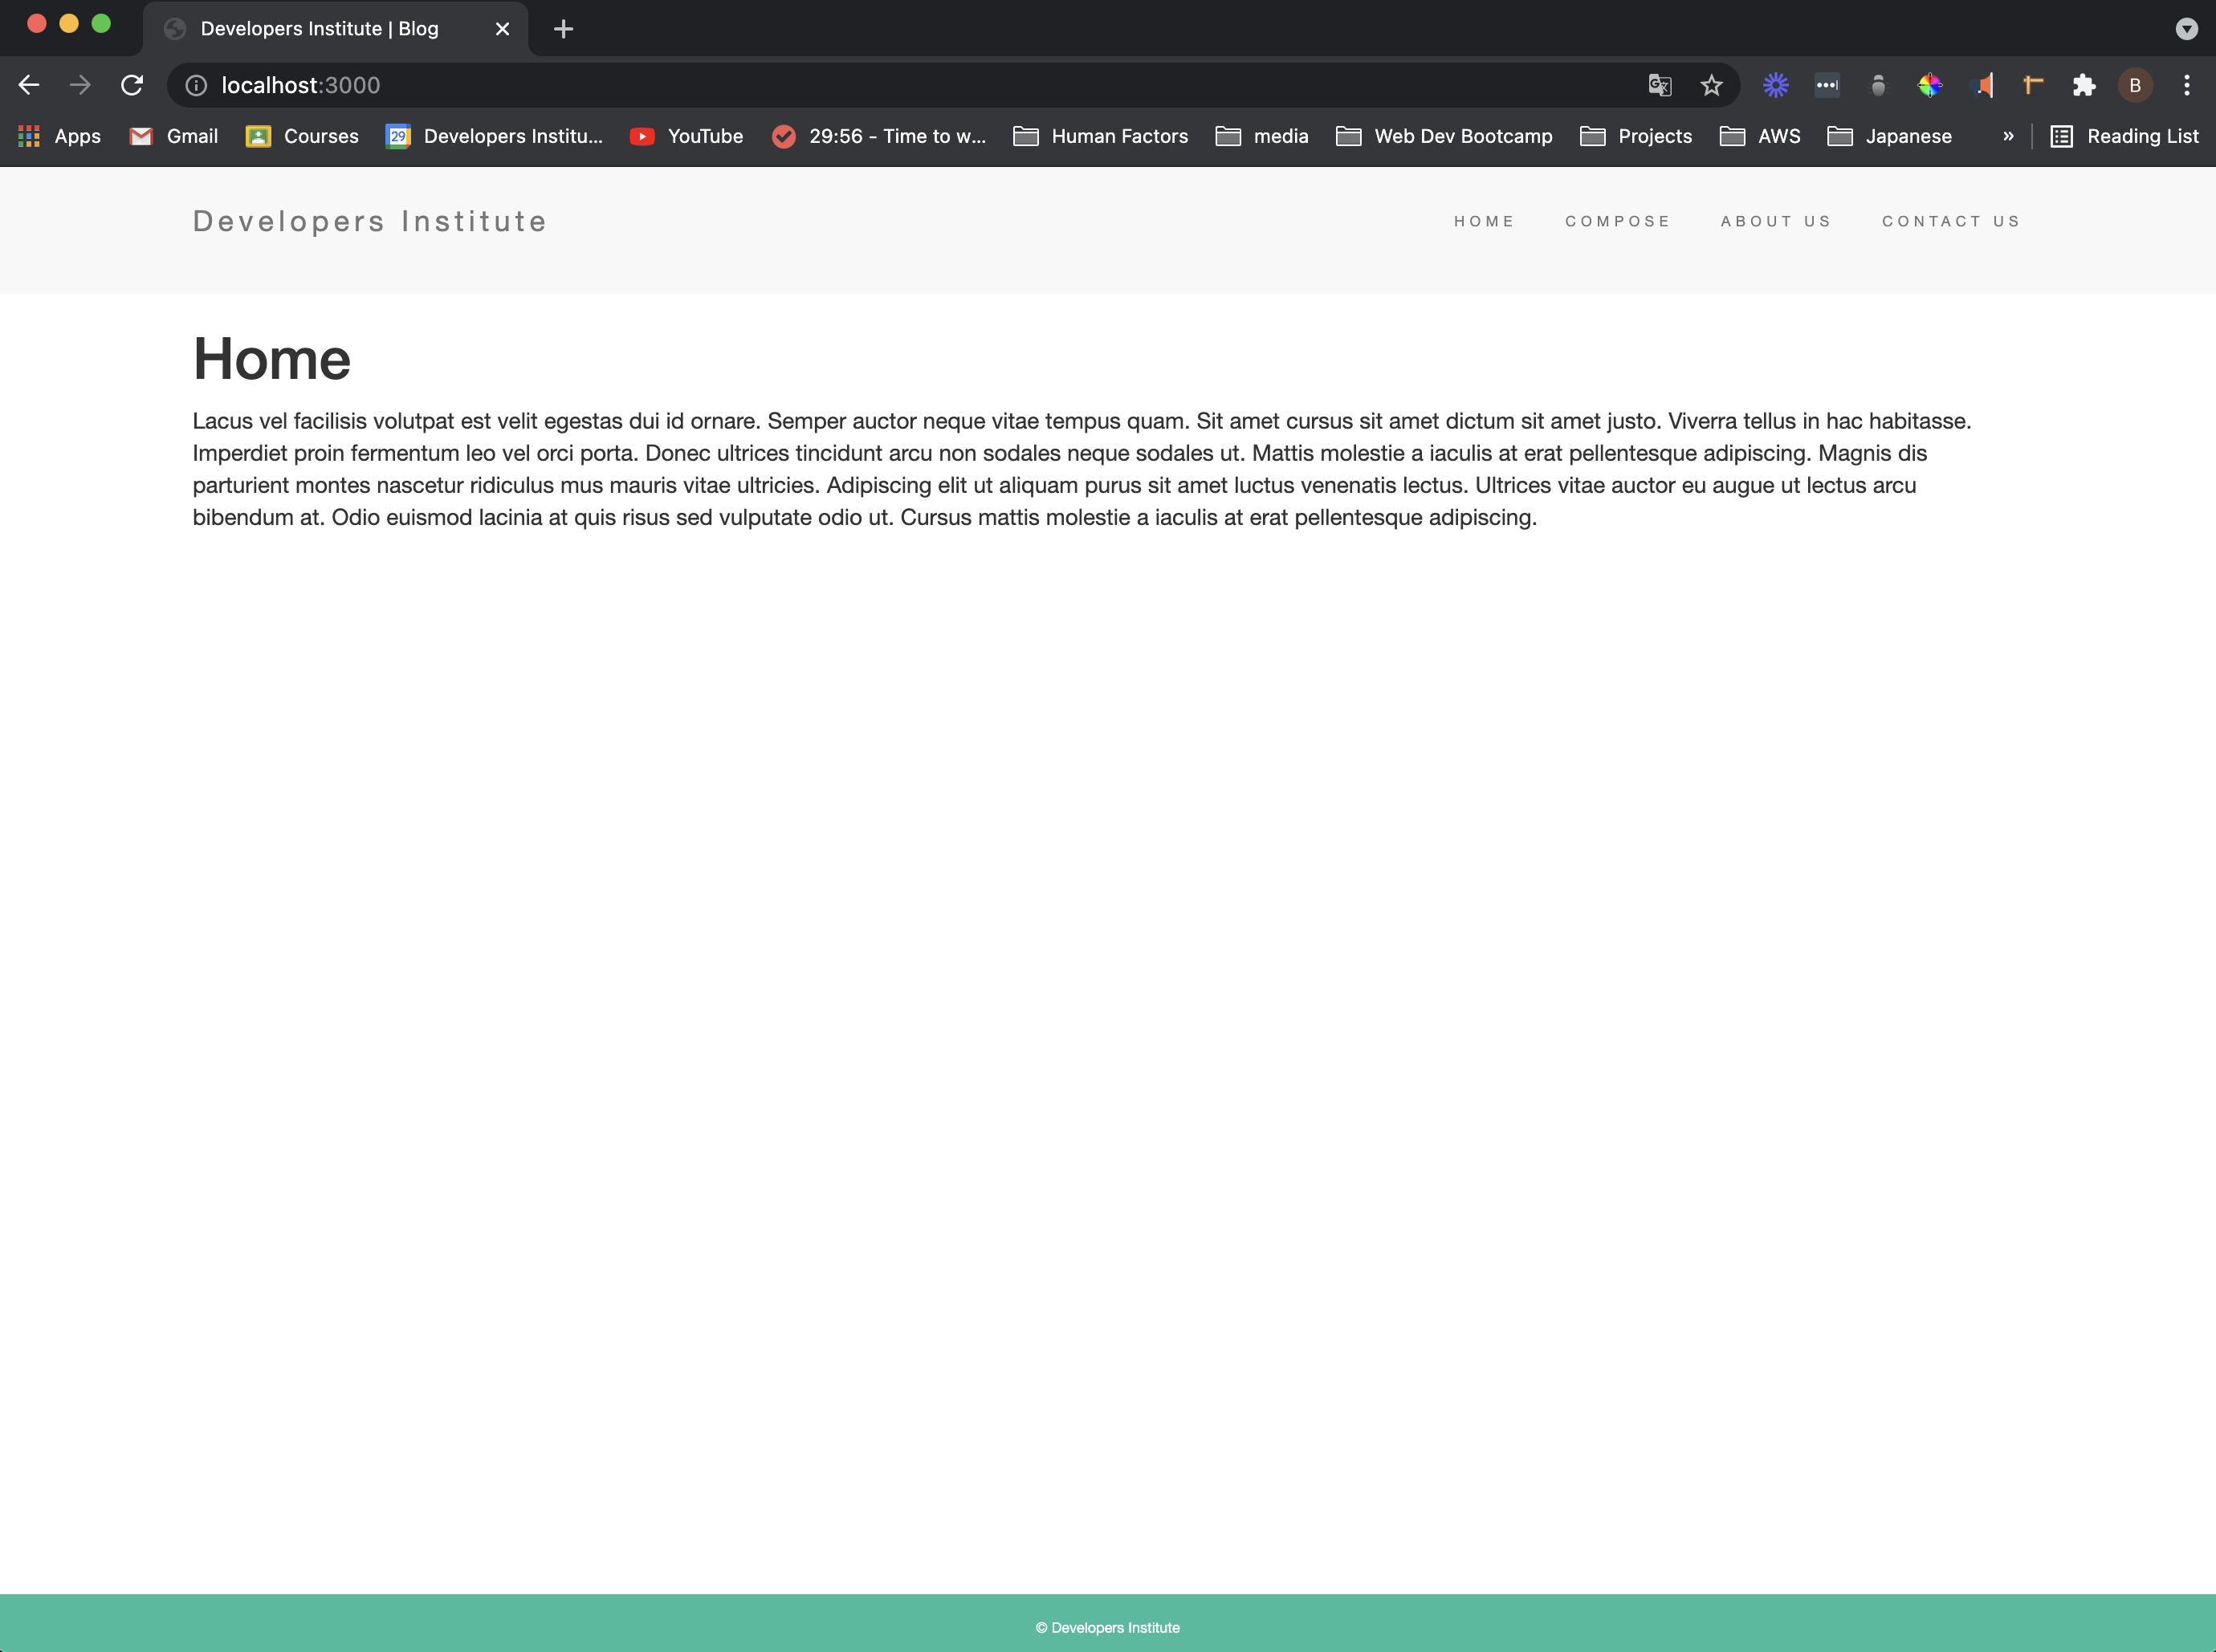 Developers Institute | Blog
localhost:3000
B
Apps
Gmail
Courses
29
Developers Institu...
YouTube
29:56 - Time to w...
Human Factors
media
Web Dev Bootcamp
Projects
AWS
Japanese
»
Reading List
Developers Institute
HOME
COMPOSE
ABOUT US
CONTACT US
Home
Lacus vel facilisis volutpat est velit egestas dui id ornare. Semper auctor neque vitae tempus quam. Sit amet cursus sit amet dictum sit amet justo. Viverra tellus in hac habitasse.
Imperdiet proin fermentum leo vel orci porta. Donec ultrices tincidunt arcu non sodales neque sodales ut. Mattis molestie a iaculis at erat pellentesque adipiscing. Magnis dis
parturient montes nascetur ridiculus mus mauris vitae ultricies. Adipiscing elit ut aliquam purus sit amet luctus venenatis lectus. Ultrices vitae auctor eu augue ut lectus arcu
bibendum at. Odio euismod lacinia at quis risus sed vulputate odio ut. Cursus mattis molestie a iaculis at erat pellentesque adipiscing.
© Developers Institute